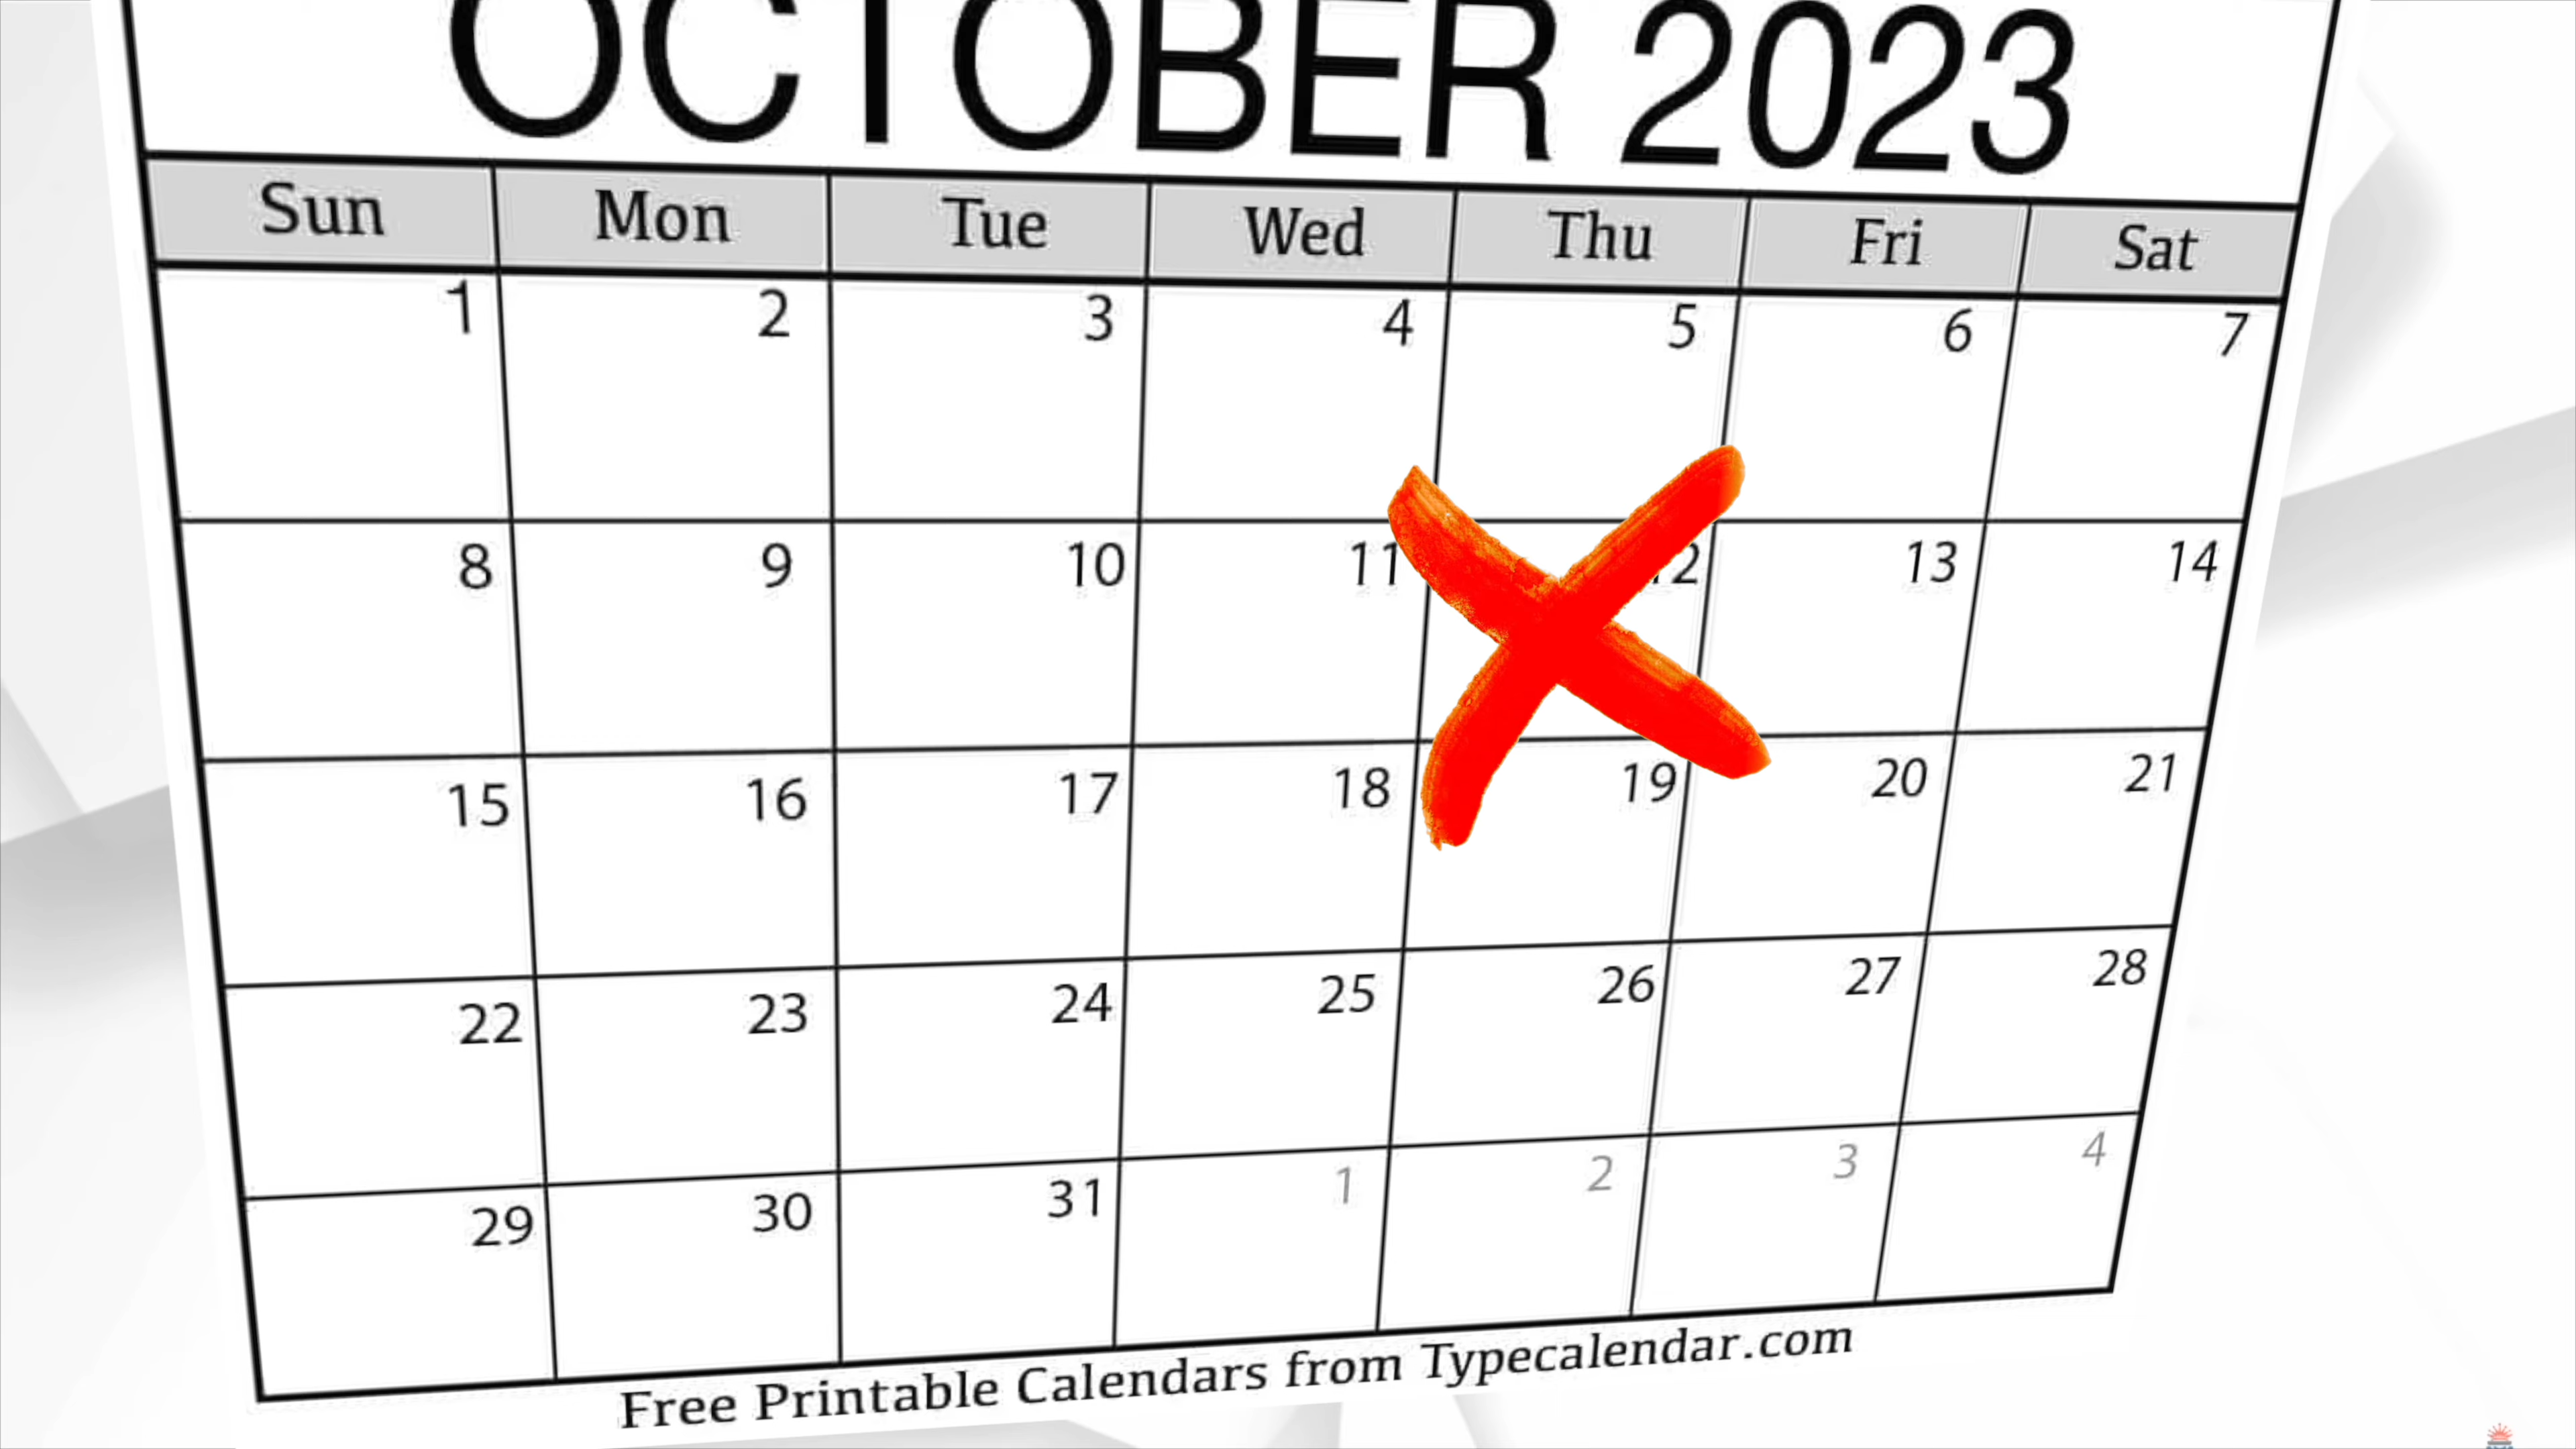 OCTOBER 2023
Sun Mon Tue Wed Thu Fri Sat
1 2 3 4 5 6 7
8 9 10 11 12 13 14
15 16 17 18 19 20 21
22 23 24 25 26 27 28
29 30 31 1 2 3 4
Free Printable Calendars from Typecalendar.com